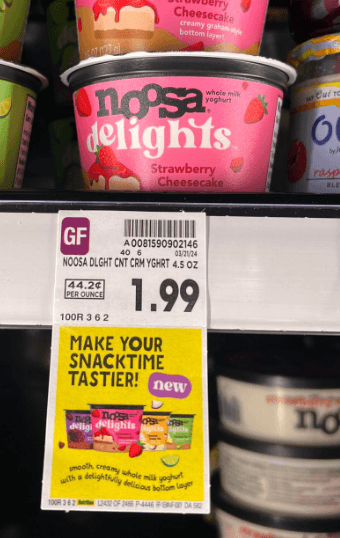 Strawberry
Cheesecake
creamy graham-style
bottom layer!
noosa
whole milk
yoghurt
delights
Strawberry
Cheesecake
GF
A0081590902146
40 6 03/21/24
NOOSA DLGHT CNT CRM YGHRT 4.5 OZ
44.2¢
PER OUNCE
1.99
100R 3 6 2
MAKE YOUR
SNACKTIME
TASTIER!
new
noosa
delights
smooth, creamy whole milk yoghurt
with a delightfully delicious bottom layer
100R 3 6 2
no